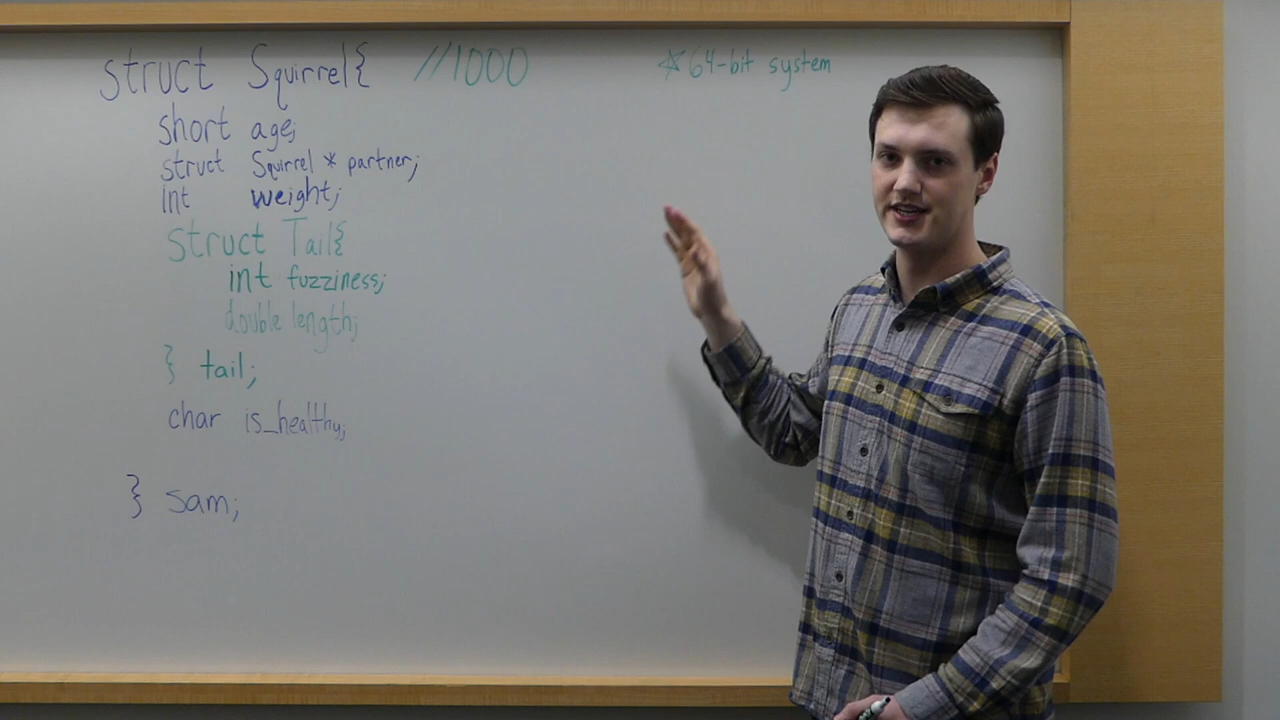 struct Squirrel{ //1000
*64-bit system
short age;
struct Squirrel * partner;
int weight;
struct Tail{
int fuzziness;
double length;
} tail;
char is_healthy;
} sam;